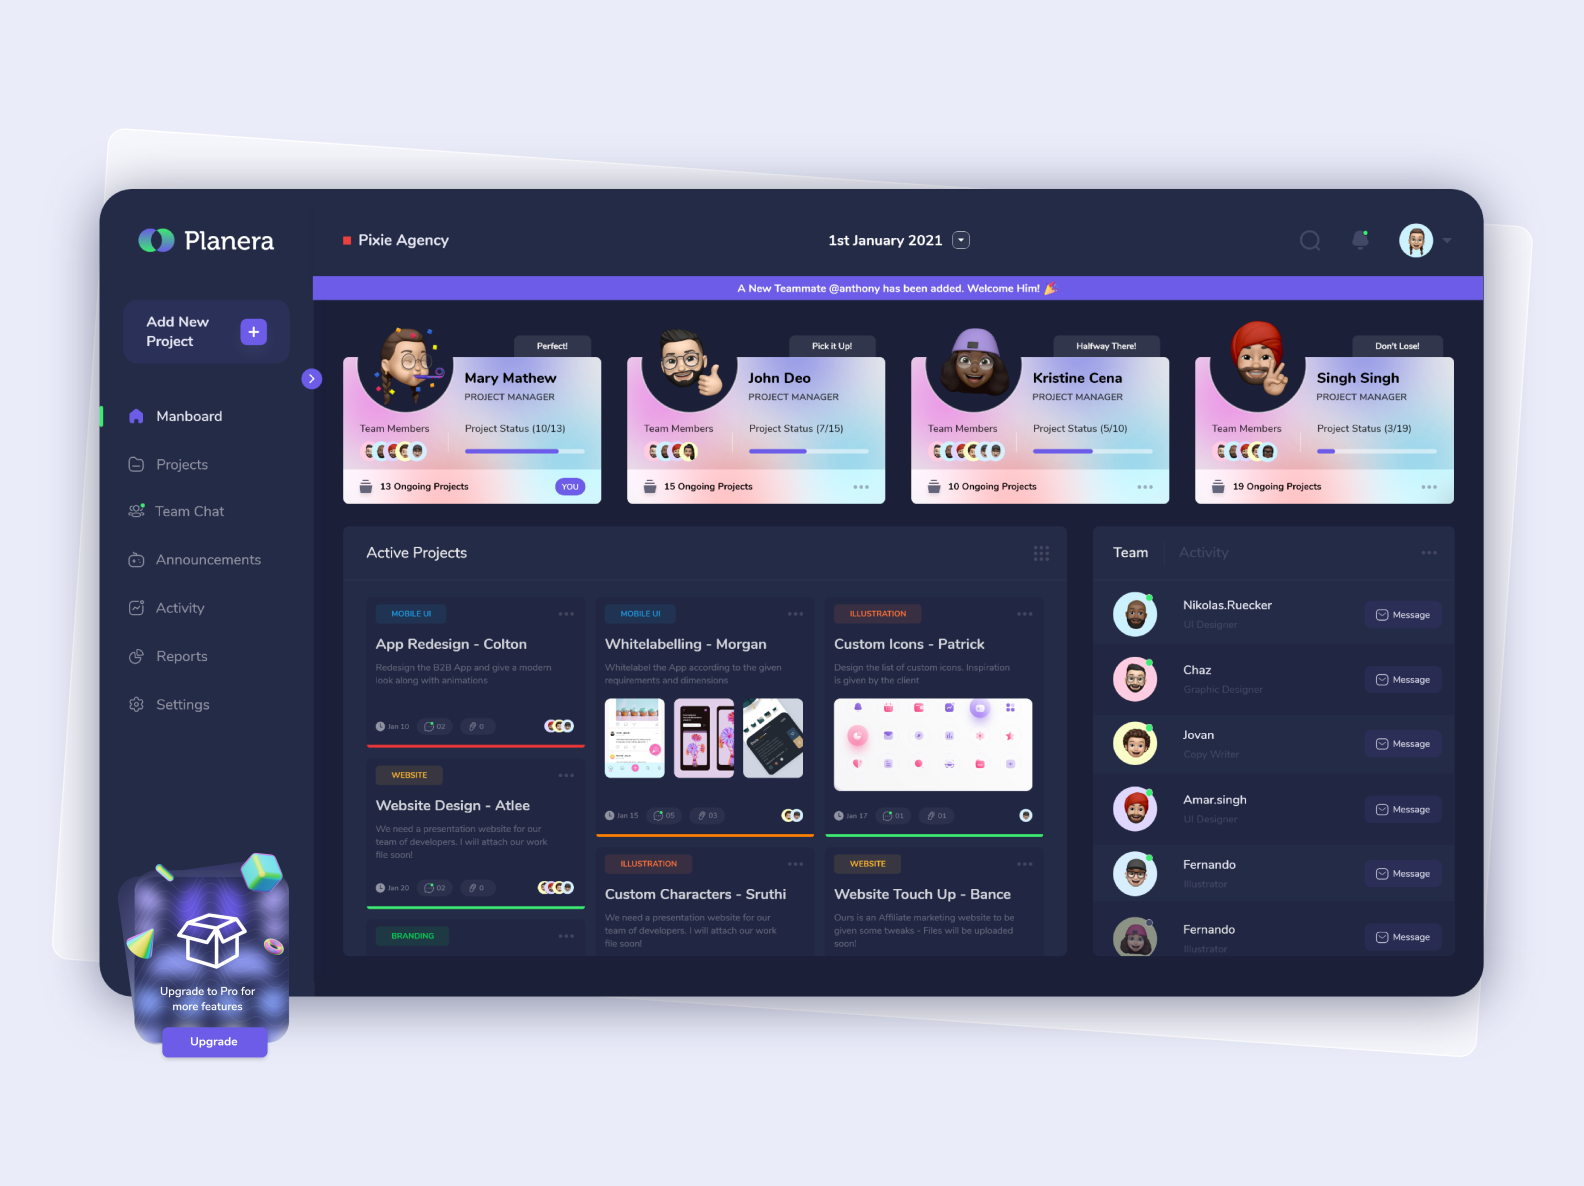 Planera
Pixie Agency
1st January 2021
A New Teammate @anthony has been added. Welcome Him!
Add New
Project
Manboard
Projects
Team Chat
Announcements
Activity
Reports
Settings
Upgrade to Pro for
more features
Upgrade
Perfect!
Mary Mathew
PROJECT MANAGER
Team Members
Project Status (10/13)
13 Ongoing Projects
YOU
Pick it Up!
John Deo
PROJECT MANAGER
Team Members
Project Status (7/15)
15 Ongoing Projects
Halfway There!
Kristine Cena
PROJECT MANAGER
Team Members
Project Status (5/10)
10 Ongoing Projects
Don't Lose!
Singh Singh
PROJECT MANAGER
Team Members
Project Status (3/19)
19 Ongoing Projects
Active Projects
MOBILE UI
App Redesign - Colton
Redesign the B2B App and give a modern
look along with animations
Jan 10
02
0
WEBSITE
Website Design - Atlee
We need a presentation website for our
team of developers. I will attach our work
file soon!
Jan 20
02
0
BRANDING
MOBILE UI
Whitelabelling - Morgan
Whitelabel the App according to the given
requirements and dimensions
Jan 15
05
03
ILLUSTRATION
Custom Characters - Sruthi
We need a presentation website for our
team of developers. I will attach our work
file soon!
ILLUSTRATION
Custom Icons - Patrick
Design the list of custom icons. Inspiration
is given by the client
Jan 17
01
01
WEBSITE
Website Touch Up - Bance
Ours is an Affiliate marketing website to be
given some tweaks - Files will be uploaded
soon!
Team
Activity
Nikolas.Ruecker
UI Designer
Message
Chaz
Graphic Designer
Message
Jovan
Copy Writer
Message
Amar.singh
UI Designer
Message
Fernando
Illustrator
Message
Fernando
Illustrator
Message